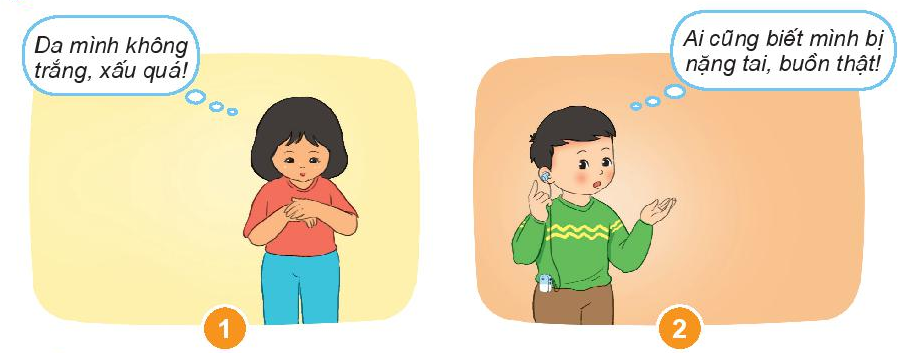 Da mình không
trắng, xấu quá!
Ai cũng biết mình bị
nặng tai, buồn thật!
1
2